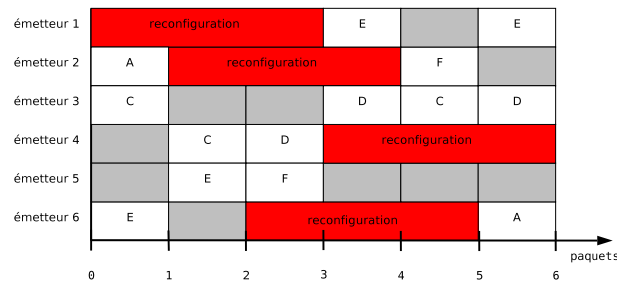 émetteur 1 reconfiguration E E
émetteur 2 A reconfiguration F
émetteur 3 C D C D
émetteur 4 C D reconfiguration
émetteur 5 E F
émetteur 6 E reconfiguration A
paquets
0 1 2 3 4 5 6